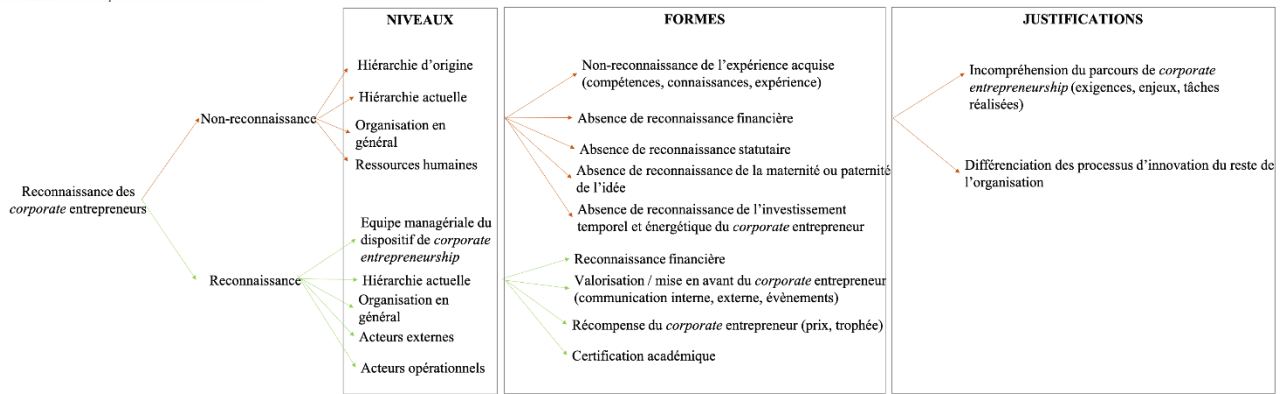 NIVEAUX
FORMES
JUSTIFICATIONS
Reconnaissance des
corporate entrepreneurs
Non-reconnaissance
Reconnaissance
Hiérarchie d'origine
Hiérarchie actuelle
Organisation en
général
Ressources humaines
Equipe managériale du
dispositif de corporate
entrepreneurship
Hiérarchie actuelle
Organisation en
général
Acteurs externes
Acteurs opérationnels
Non-reconnaissance de l'expérience acquise
(compétences, connaissances, expérience)
Absence de reconnaissance financière
Absence de reconnaissance statutaire
Absence de reconnaissance de la maternité ou paternité
de l'idée
Absence de reconnaissance de l'investissement
temporel et énergétique du corporate entrepreneur
Reconnaissance financière
Valorisation / mise en avant du corporate entrepreneur
(communication interne, externe, évènements)
Récompense du corporate entrepreneur (prix, trophée)
Certification académique
Incompréhension du parcours de corporate
entrepreneurship (exigences, enjeux, tâches
réalisées)
Différenciation des processus d'innovation du reste de
l'organisation